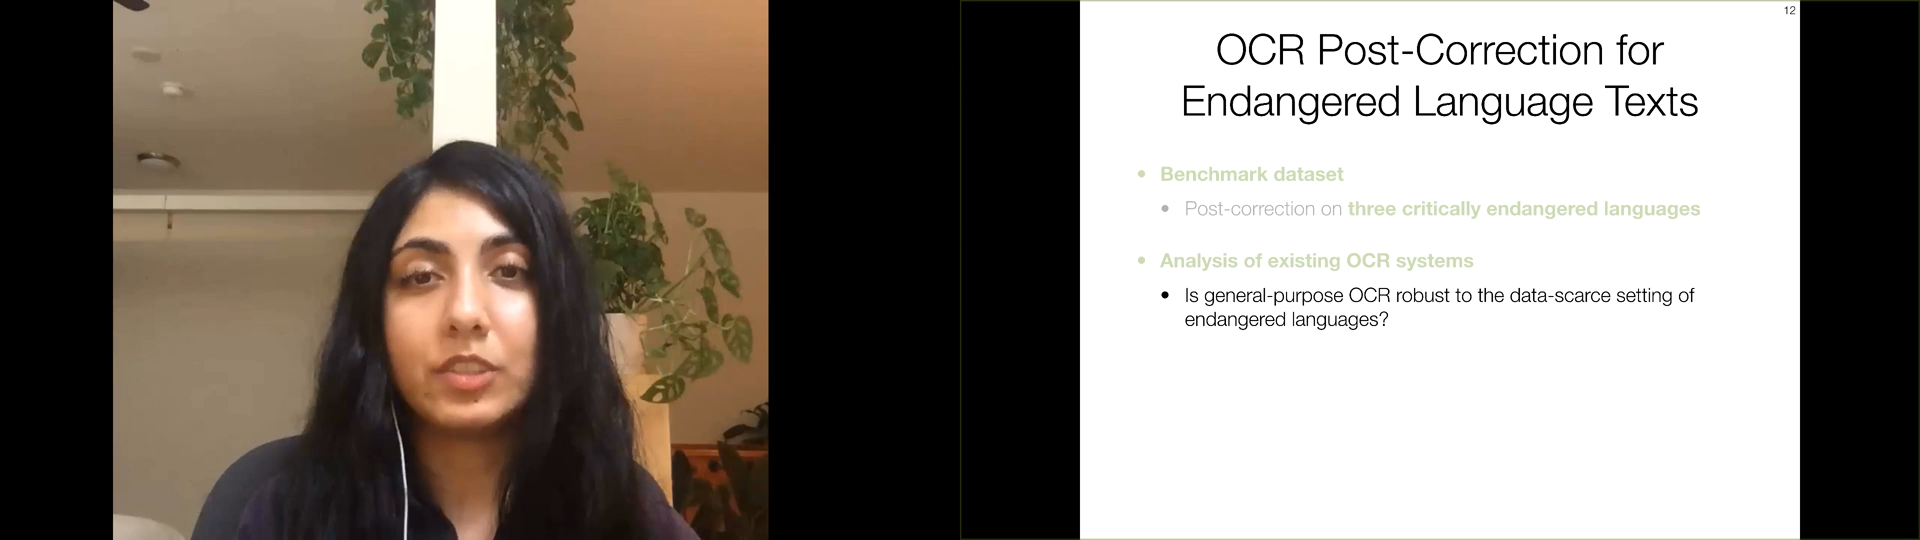 12
OCR Post-Correction for
Endangered Language Texts
• Benchmark dataset
• Post-correction on three critically endangered languages
• Analysis of existing OCR systems
• Is general-purpose OCR robust to the data-scarce setting of
endangered languages?